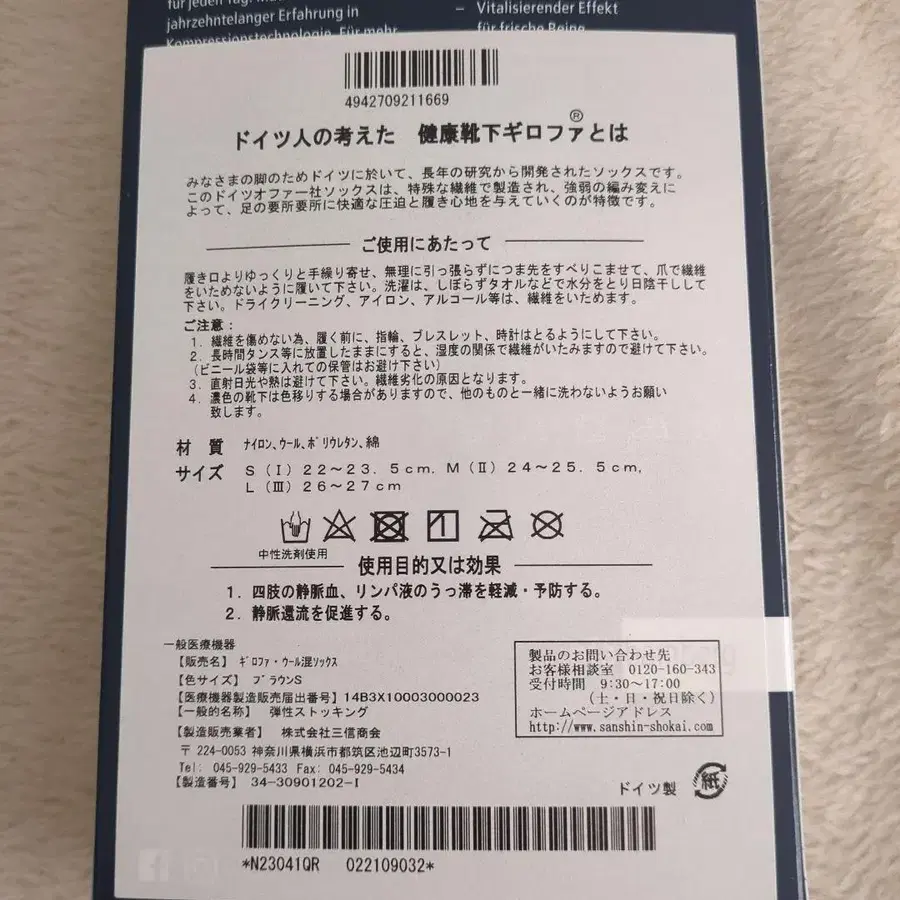 für jeden Tag.
jahrzehntelanger Erfahrung in
Kompressionstechnologie. Für mehr
– Vitalisierender Effekt
für frische Beine
4942709211669
ドイツ人の考えた 健康靴下ギロファ®とは
みなさまの脚のためドイツに於いて、長年の研究から開発されたソックスです。
このドイツオファー社ソックスは、特殊な繊維で製造され、強弱の編み変えに
よって、足の要所要所に快適な圧迫と履き心地を与えていくのが特徴です。
ご使用にあたって
履き口よりゆっくりと手繰り寄せ、無理に引っ張らずにつま先をすべりこませて、爪で繊維
をいためないように履いて下さい。洗濯は、しぼらずタオルなどで水分をとり日陰干しして
下さい。ドライクリーニング、アイロン、アルコール等は、繊維をいためます。
ご注意：
1．繊維を傷めない為、履く前に、指輪、ブレスレット、時計はとるようにして下さい。
2．長時間タンス等に放置したままにすると、湿度の関係で繊維がいたみますので避けて下さい。
（ビニール袋等に入れての保管はお避け下さい）
3．直射日光や熱は避けて下さい。繊維劣化の原因となります。
4．濃色の靴下は色移りする場合がありますので、他のものと一緒に洗わないようお願い
致します。
材 質 ナイロン、ウール、ポリウレタン、綿
サイズ S（Ⅰ）22～23．5cm．M（Ⅱ）24～25．5cm，
L（Ⅲ）26～27cm
中性洗剤使用
使用目的又は効果
1．四肢の静脈血、リンパ液のうっ滞を軽減・予防する。
2．静脈還流を促進する。
一般医療機器
【販売名】 ギロファ・ウール混ソックス
【色サイズ】 ブラウンS
【医療機器製造販売届出番号】14B3X10003000023
【一般的名称】 弾性ストッキング
【製造販売業者】 株式会社三信商会
〒 224-0053 神奈川県横浜市都筑区池辺町3573-1
Tel: 045-929-5433 Fax: 045-929-5434
【製造番号】 34-30901202-I
製品のお問い合わせ先
お客様相談室 0120-160-343
受付時間 9:30～17:00
（土・日・祝日除く）
ホームページアドレス
http://www.sanshin-shokai.com
ドイツ製 紙
*N23041QR 022109032*